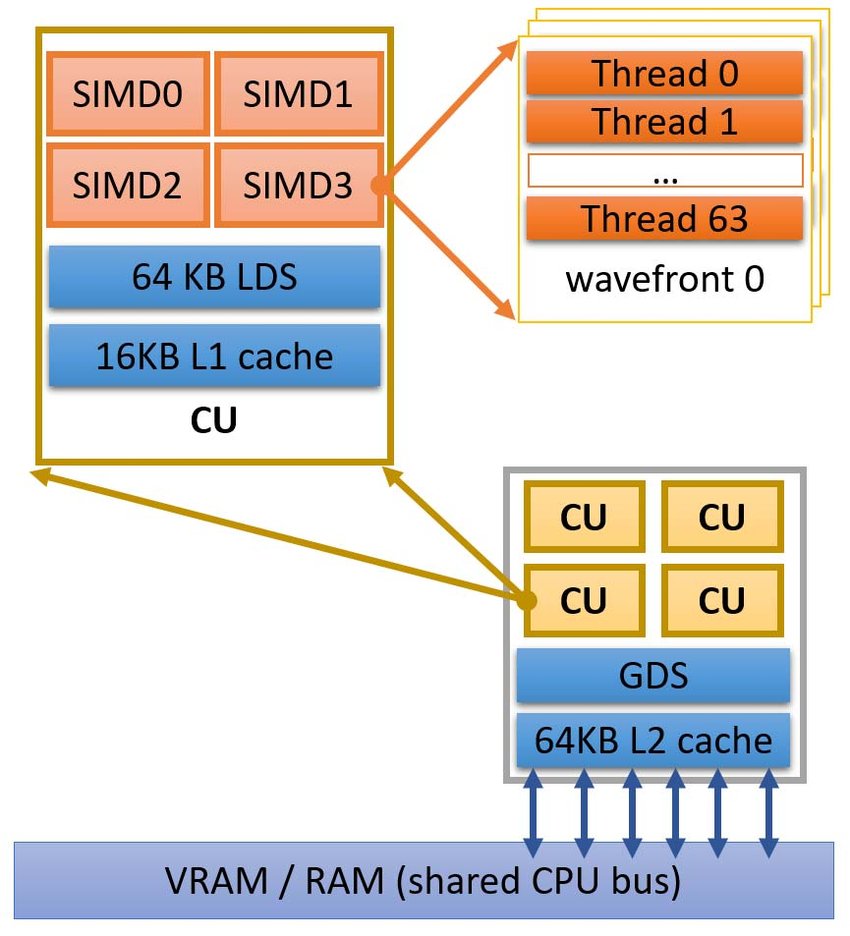 SIMD0
SIMD1
SIMD2
SIMD3
64 KB LDS
16KB L1 cache
CU
Thread 0
Thread 1
...
Thread 63
wavefront 0
CU
CU
CU
CU
GDS
64KB L2 cache
VRAM / RAM (shared CPU bus)